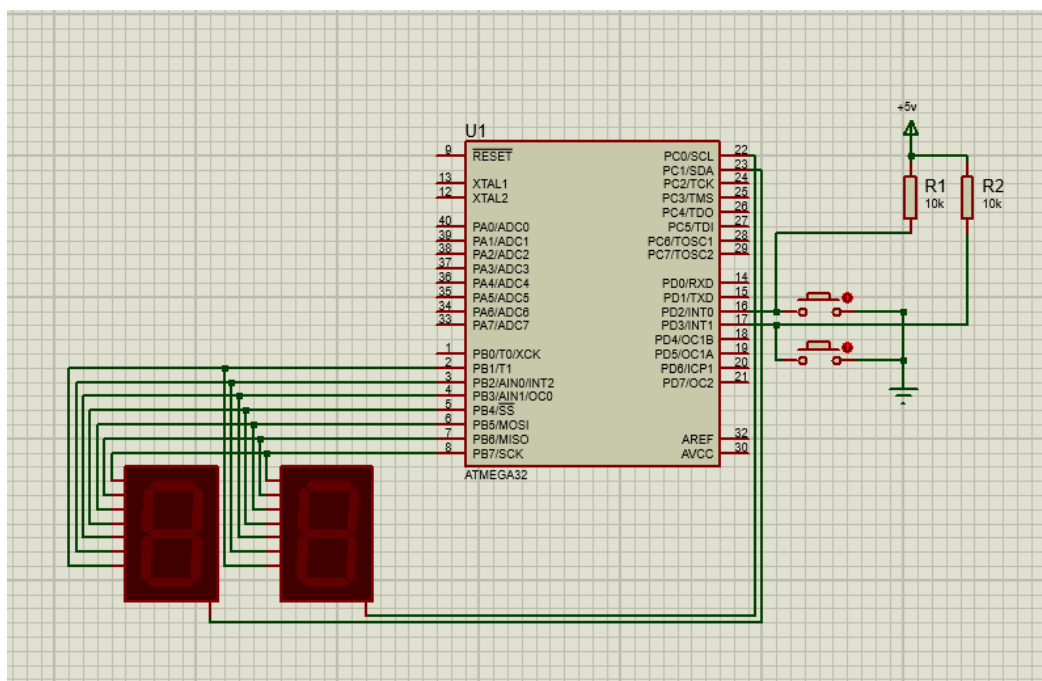 +5v
U1
9 RESET
13 XTAL1
12 XTAL2
40 PA0/ADC0
39 PA1/ADC1
38 PA2/ADC2
37 PA3/ADC3
36 PA4/ADC4
35 PA5/ADC5
34 PA6/ADC6
33 PA7/ADC7
1 PB0/T0/XCK
2 PB1/T1
3 PB2/AIN0/INT2
4 PB3/AIN1/OC0
5 PB4/SS
6 PB5/MOSI
7 PB6/MISO
8 PB7/SCK
PC0/SCL 22
PC1/SDA 23
PC2/TCK 24
PC3/TMS 25
PC4/TDO 26
PC5/TDI 27
PC6/TOSC1 28
PC7/TOSC2 29
PD0/RXD 14
PD1/TXD 15
PD2/INT0 16
PD3/INT1 17
PD4/OC1B 18
PD5/OC1A 19
PD6/ICP1 20
PD7/OC2 21
AREF 32
AVCC 30
ATMEGA32
R1
10k
R2
10k